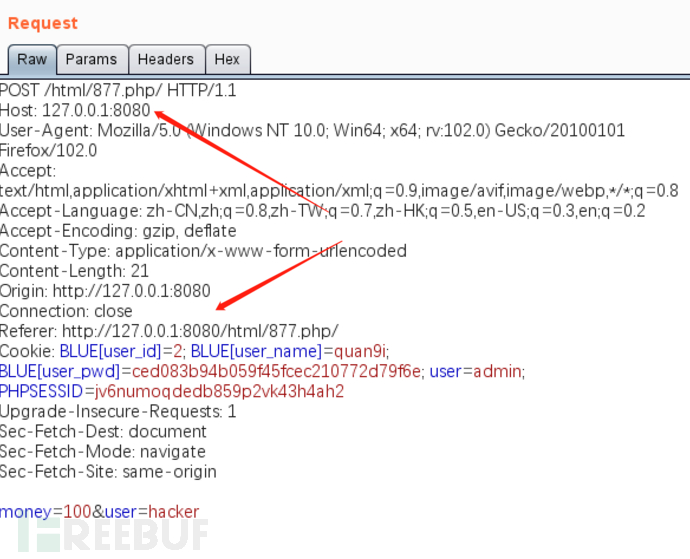 Request
Raw Params Headers Hex
POST /html/877.php/ HTTP/1.1
Host: 127.0.0.1:8080
User-Agent: Mozilla/5.0 (Windows NT 10.0; Win64; x64; rv:102.0) Gecko/20100101
Firefox/102.0
Accept:
text/html,application/xhtml+xml,application/xml;q=0.9,image/avif,image/webp,*/*;q=0.8
Accept-Language: zh-CN,zh;q=0.8,zh-TW;q=0.7,zh-HK;q=0.5,en-US;q=0.3,en;q=0.2
Accept-Encoding: gzip, deflate
Content-Type: application/x-www-form-urlencoded
Content-Length: 21
Origin: http://127.0.0.1:8080
Connection: close
Referer: http://127.0.0.1:8080/html/877.php/
Cookie: BLUE[user_id]=2; BLUE[user_name]=quan9i;
BLUE[user_pwd]=ced083b94b059f45fcec210772d79f6e; user=admin;
PHPSESSID=jv6numoqdedb859p2vk43h4ah2
Upgrade-Insecure-Requests: 1
Sec-Fetch-Dest: document
Sec-Fetch-Mode: navigate
Sec-Fetch-Site: same-origin
money=100&user=hacker
FREEBUF